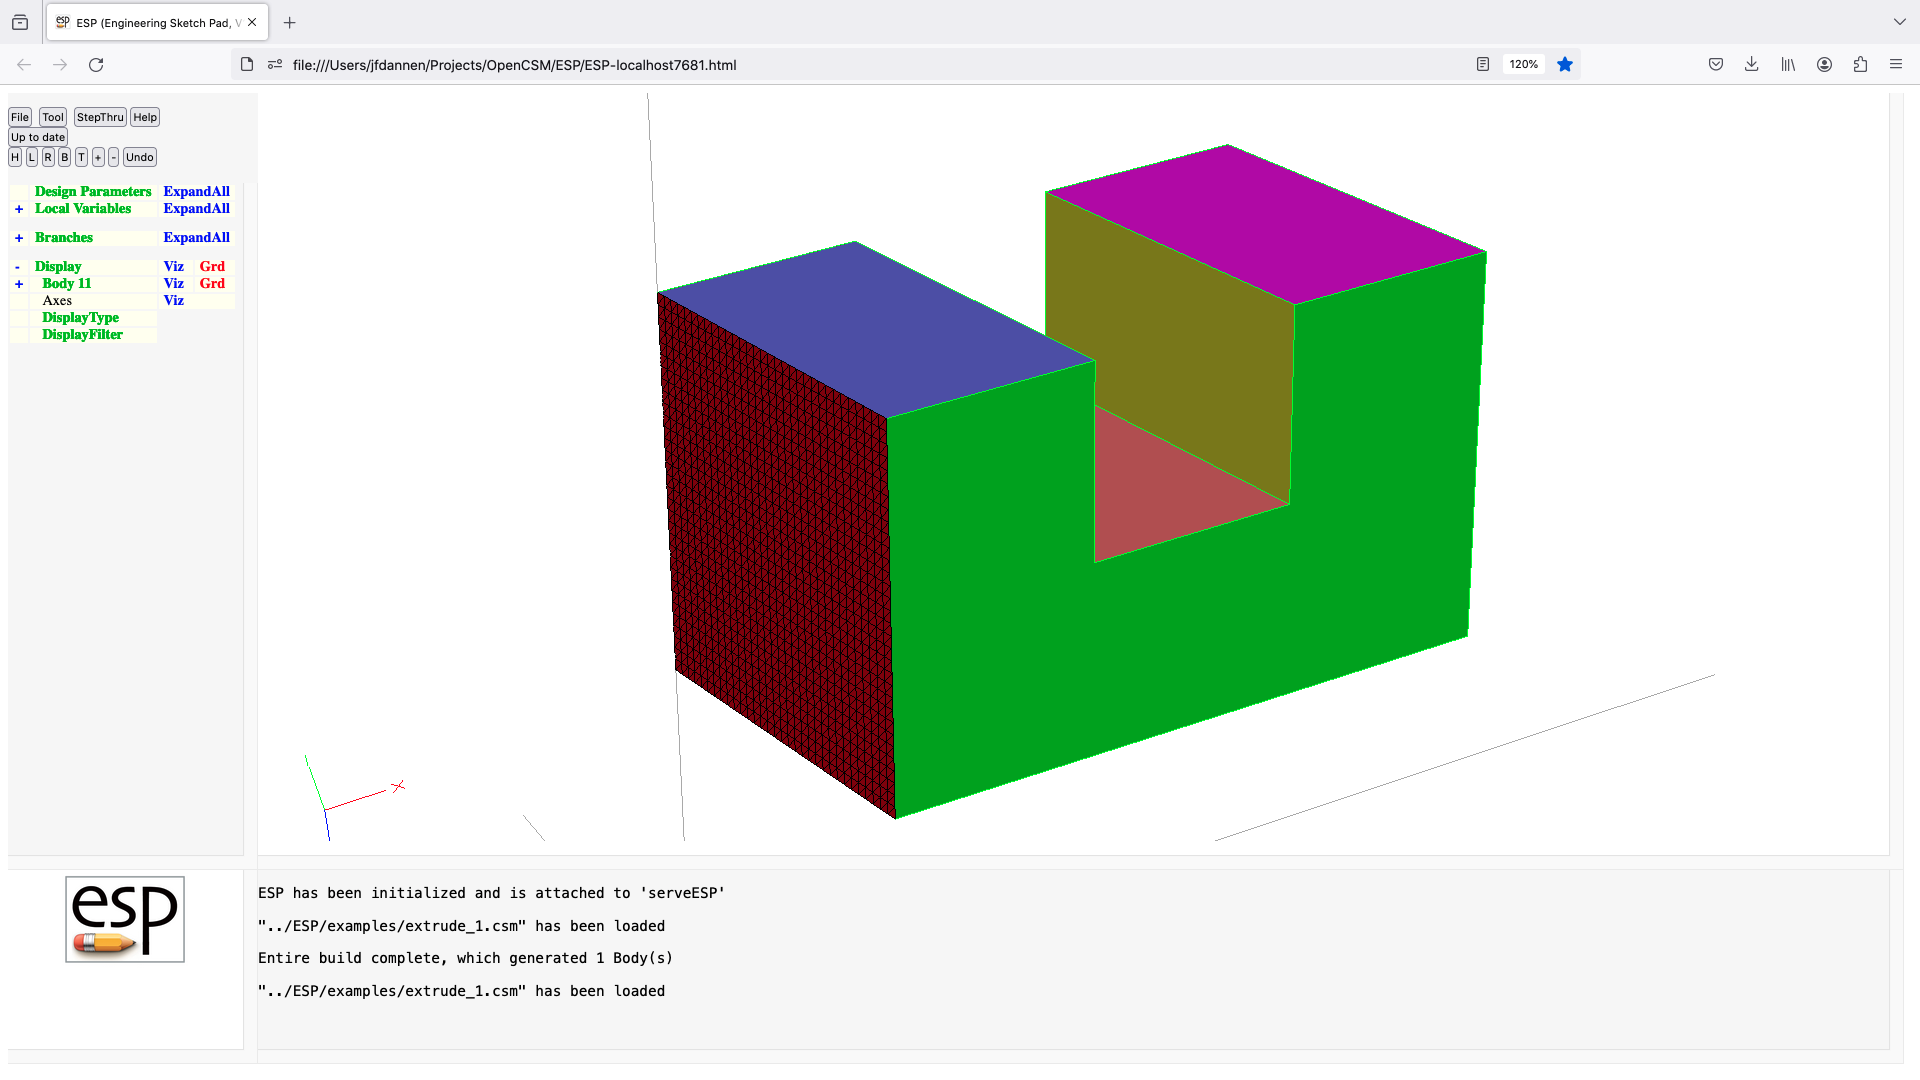 ESP (Engineering Sketch Pad, V
file:///Users/jfdannen/Projects/OpenCSM/ESP/ESP-localhost7681.html
120%
File Tool StepThru Help
Up to date
H L R B T + - Undo
Design Parameters ExpandAll
+ Local Variables ExpandAll
+ Branches ExpandAll
- Display Viz Grd
+ Body 11 Viz Grd
Axes Viz
DisplayType
DisplayFilter
X
esp
ESP has been initialized and is attached to 'serveESP'
"../ESP/examples/extrude_1.csm" has been loaded
Entire build complete, which generated 1 Body(s)
"../ESP/examples/extrude_1.csm" has been loaded